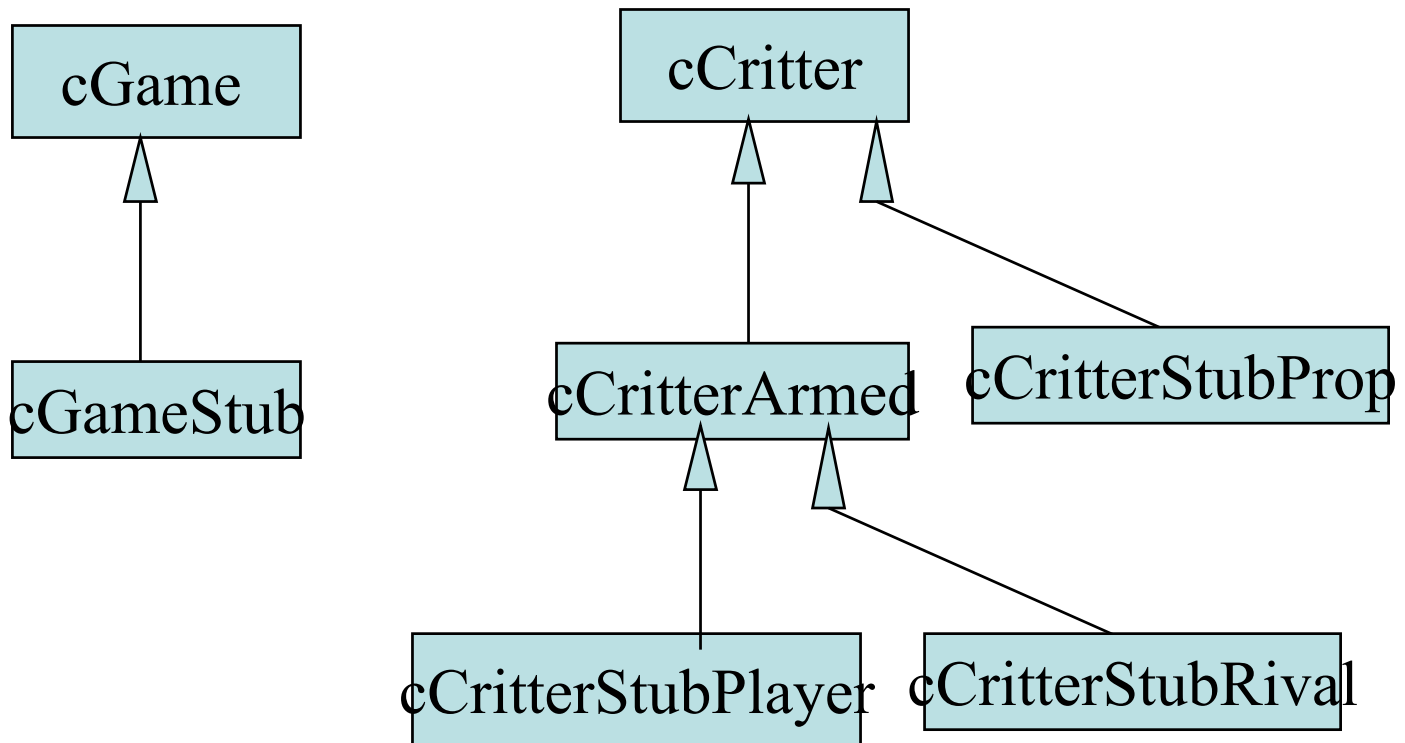 cGame
cCritter
cGameStub
cCritterArmed
cCritterStubProp
cCritterStubPlayer
cCritterStubRival